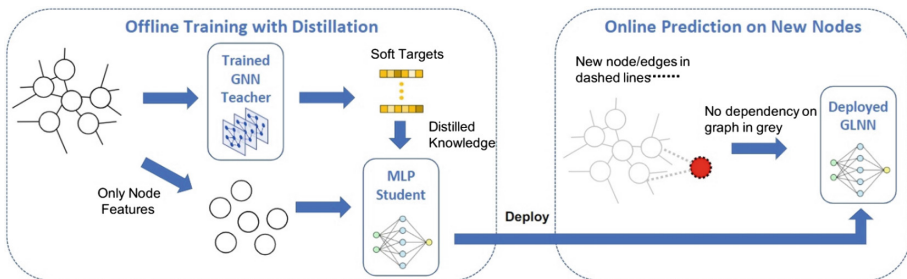 Offline Training with Distillation
Trained
GNN
Teacher
Soft Targets
Distilled
Knowledge
Only Node
Features
MLP
Student
Deploy
Online Prediction on New Nodes
New node/edges in
dashed lines
No dependency on
graph in grey
Deployed
GLNN